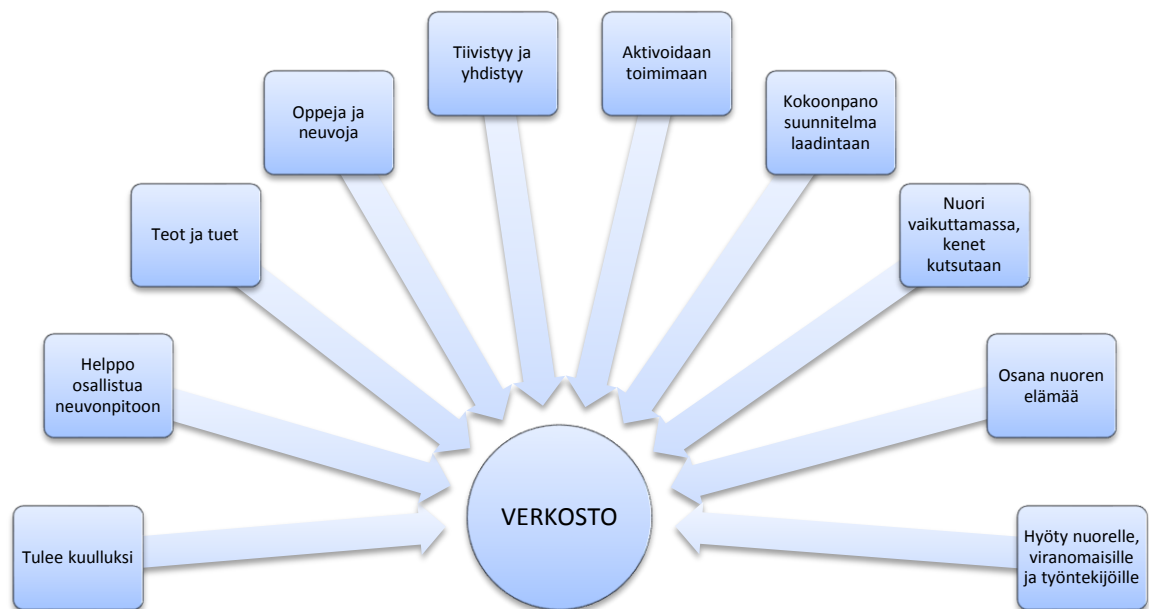 Tulee kuulluksi
Helppo
osallistua
neuvonpitoon
Teot ja tuet
Oppeja ja
neuvoja
Tiivistyy ja
yhdistyy
Aktivoidaan
toimimaan
Kokoonpano
suunnitelma
laadintaan
Nuori
vaikuttamassa,
kenet
kutsutaan
Osana nuoren
elämää
Hyöty nuorelle,
viranomaisille
ja työntekijöille
VERKOSTO